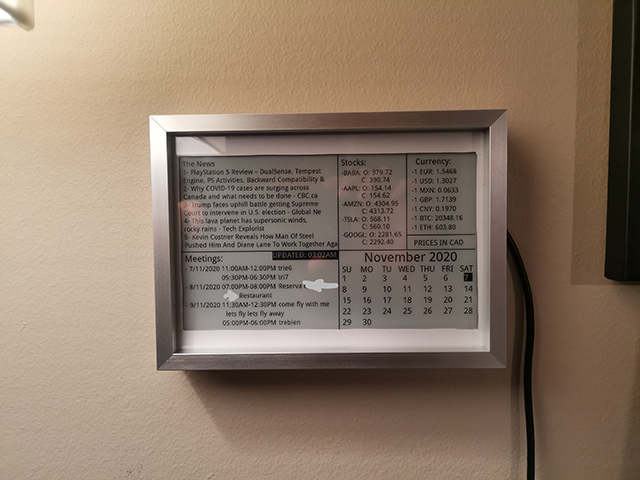 The News
1- PlayStation 5 Review – DualSense, Tempest
Engine, PS Activities, Backward Compatibility &
2- Why COVID-19 cases are surging across
Canada and what needs to be done - CBC.ca
3- Trump faces uphill battle getting Supreme
Court to intervene in U.S. election - Global Ne
4- This lava planet has supersonic winds,
rocky rains - Tech Explorist
5- Kevin Costner Reveals How Man Of Steel
Pushed Him And Diane Lane To Work Together Aga
UPDATED: 03:02AM
Stocks:
-BABA: O: 379.72
C: 390.74
-AAPL: O: 154.14
C: 154.62
-AMZN: O: 4304.95
C: 4313.72
-TSLA: O: 568.11
C: 560.10
-GOOGL: O: 2281.65
C: 2292.40
Currency:
-1 EUR: 1.5468
-1 USD: 1.3027
-1 MXN: 0.0633
-1 GBP: 1.7139
-1 CNY: 0.1970
-1 BTC: 20348.16
-1 ETH: 603.80
PRICES IN CAD
Meetings:
- 7/11/2020 11:00AM-12:00PM trie6
05:30PM-06:30PM tri7
- 8/11/2020 07:00PM-08:00PM Reserva
Restaurant
- 9/11/2020 11:30AM-12:30PM come fly with me
lets fly lets fly away
05:00PM-06:00PM trebien
November 2020
SU MO TU WED THU FRI SAT
1 2 3 4 5 6 7
8 9 10 11 12 13 14
15 16 17 18 19 20 21
22 23 24 25 26 27 28
29 30